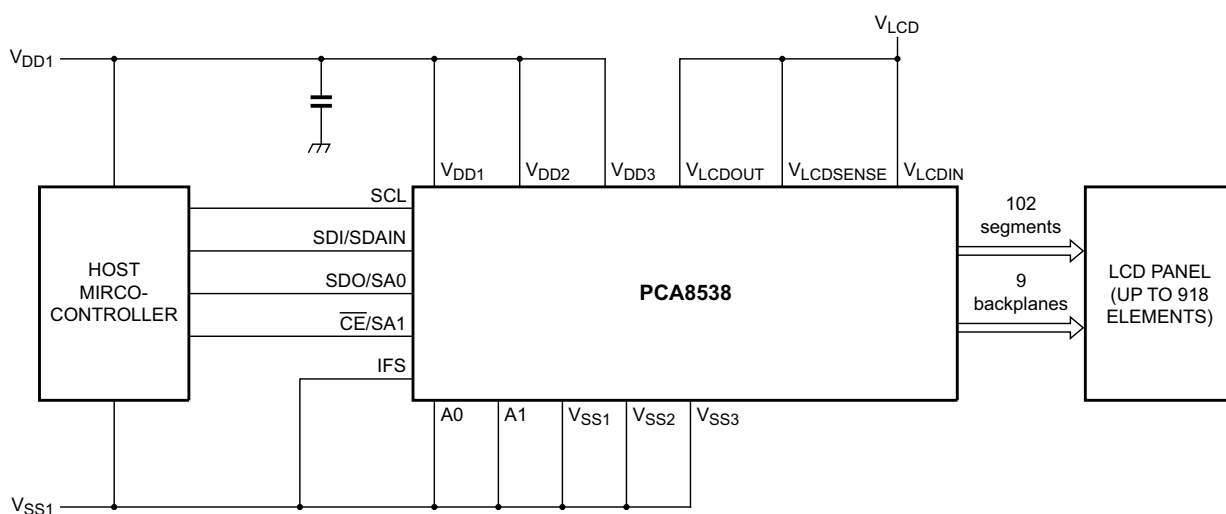 VLCD
VDD1
VDD1
VDD2
VDD3
VLCDOUT
VLCDSENSE
VLCDIN
SCL
SDI/SDAIN
SDO/SA0
CE/SA1
IFS
HOST
MIRCO-
CONTROLLER
PCA8538
102
segments
9
backplanes
LCD PANEL
(UP TO 918
ELEMENTS)
A0
A1
VSS1
VSS2
VSS3
VSS1